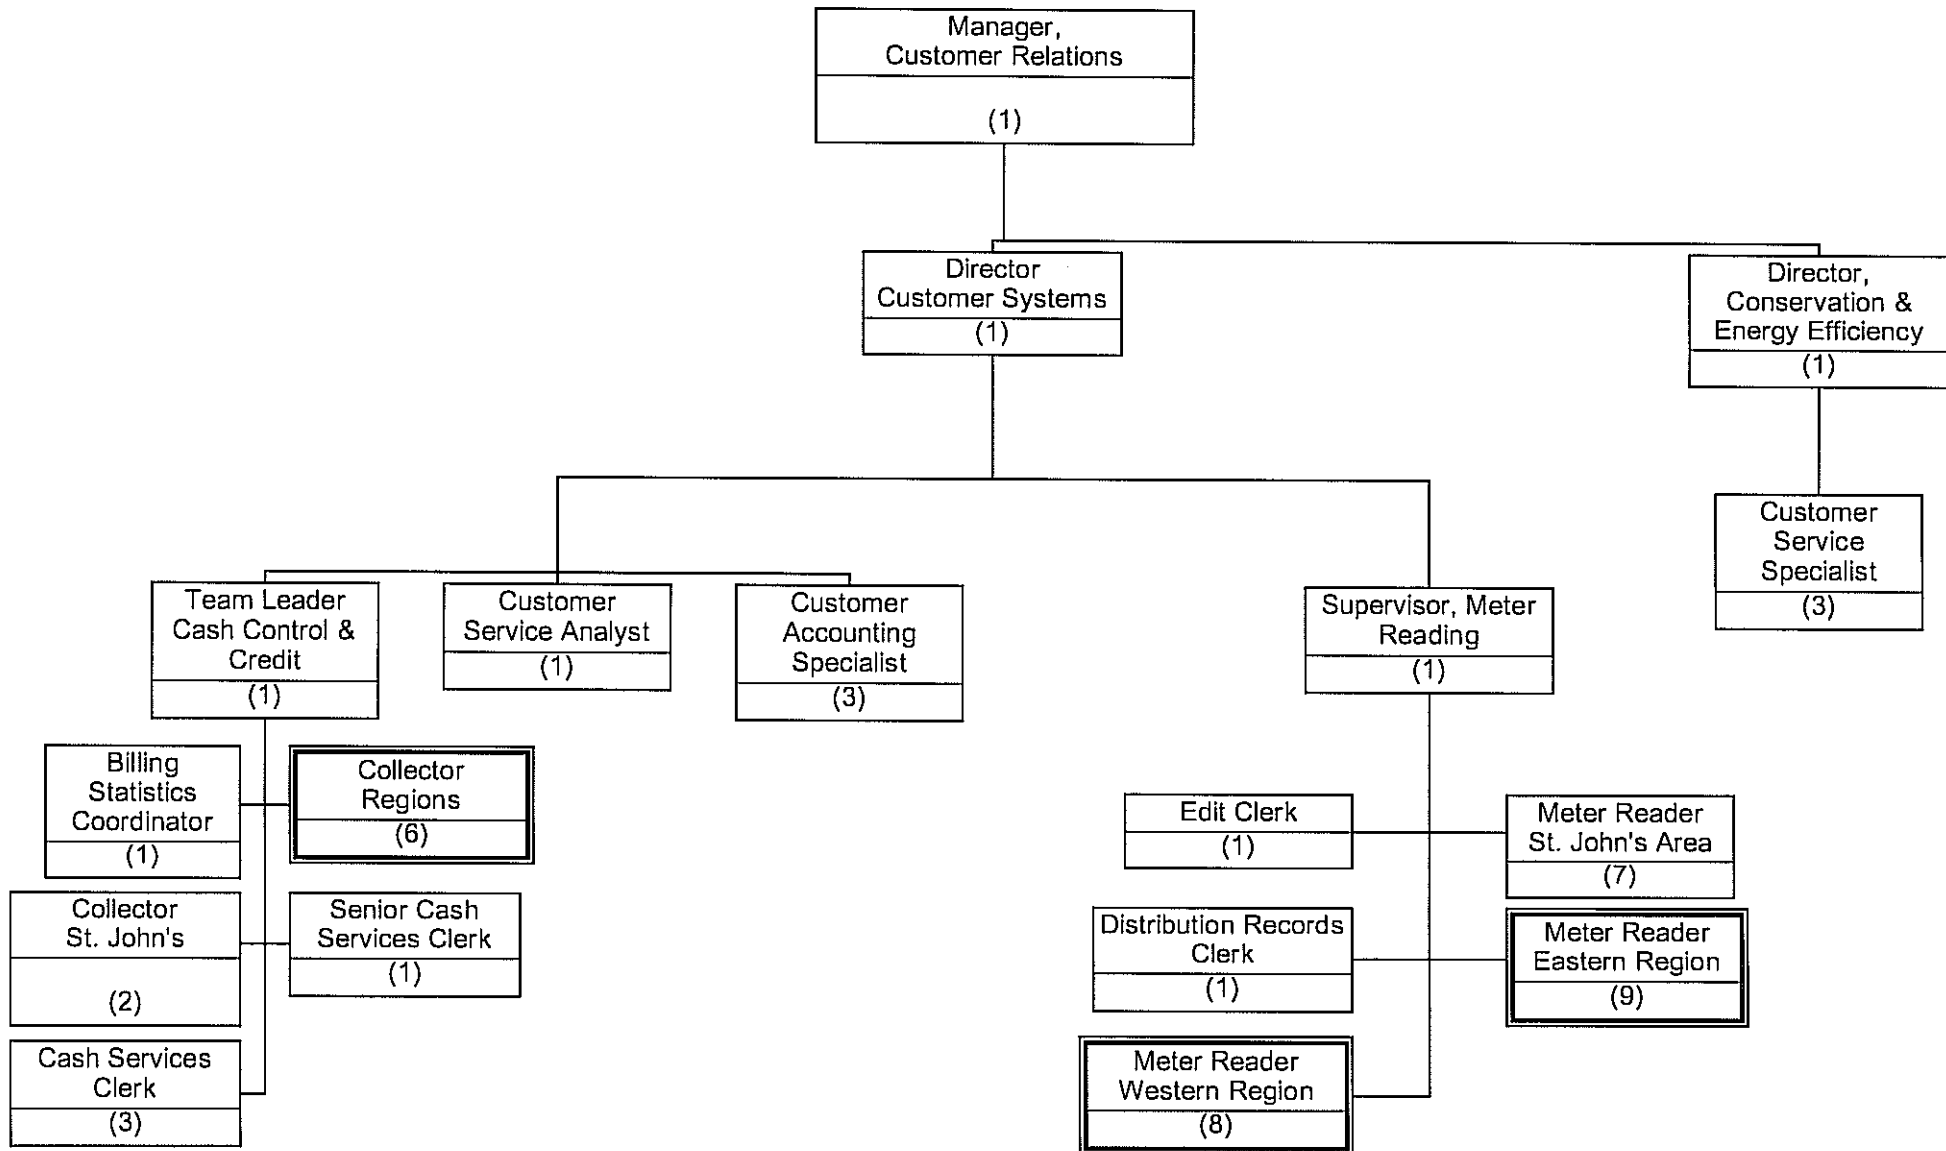 Manager,
Customer Relations
(1)
Director
Customer Systems
(1)
Director,
Conservation &
Energy Efficiency
(1)
Customer
Service
Specialist
(3)
Team Leader
Cash Control &
Credit
(1)
Customer
Service Analyst
(1)
Customer
Accounting
Specialist
(3)
Supervisor, Meter
Reading
(1)
Billing
Statistics
Coordinator
(1)
Collector
Regions
(6)
Collector
St. John's
(2)
Senior Cash
Services Clerk
(1)
Cash Services
Clerk
(3)
Edit Clerk
(1)
Meter Reader
St. John's Area
(7)
Distribution Records
Clerk
(1)
Meter Reader
Eastern Region
(9)
Meter Reader
Western Region
(8)